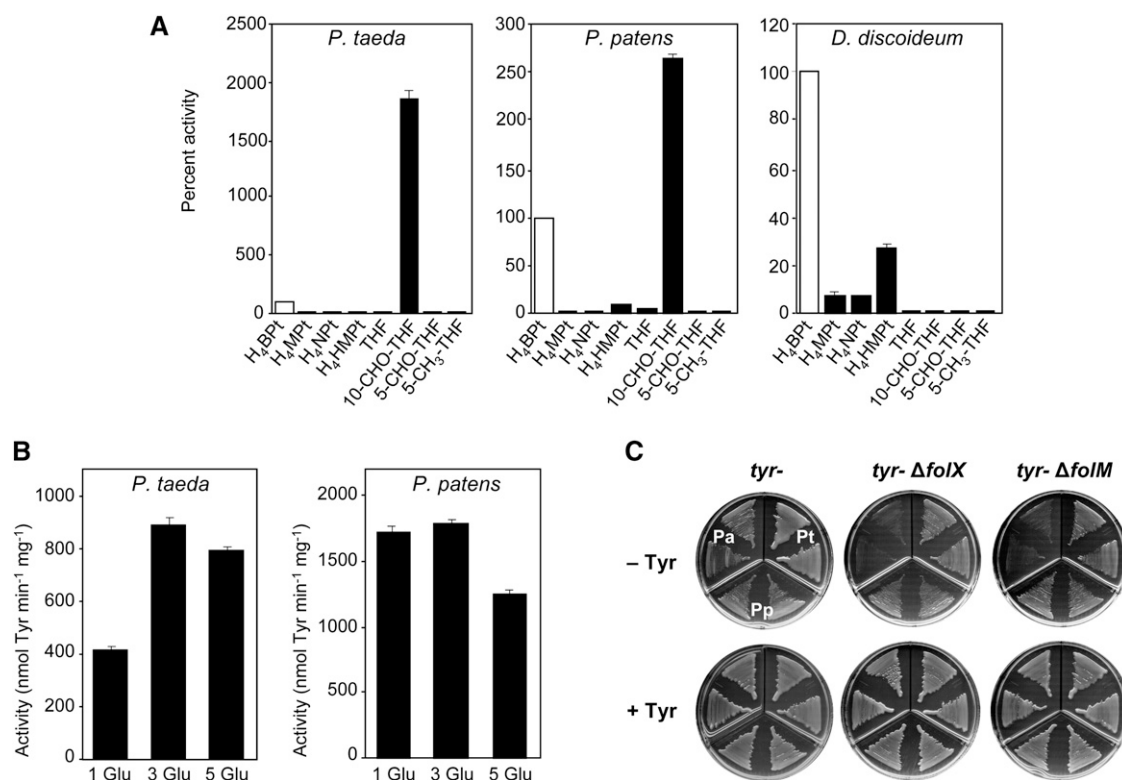 A
P. taeda
P. patens
D. discoideum
Percent activity
2500
2000
1500
1000
500
0
300
250
200
150
100
50
0
120
100
80
60
40
20
0
H₄BPt
H₄MPt
H₄NPt
H₄HMPt
THF
10-CHO-THF
5-CHO-THF
5-CH₃-THF
H₄BPt
H₄MPt
H₄NPt
H₄HMPt
THF
10-CHO-THF
5-CHO-THF
5-CH₃-THF
H₄BPt
H₄MPt
H₄NPt
H₄HMPt
THF
10-CHO-THF
5-CHO-THF
5-CH₃-THF
B
P. taeda
Activity (nmol Tyr min⁻¹ mg⁻¹)
1000
800
600
400
200
0
1 Glu 3 Glu 5 Glu
P. patens
Activity (nmol Tyr min⁻¹ mg⁻¹)
2000
1500
1000
500
0
1 Glu 3 Glu 5 Glu
C
tyr- tyr- ΔfolX tyr- ΔfolM
– Tyr
Pa Pt
Pp
+ Tyr